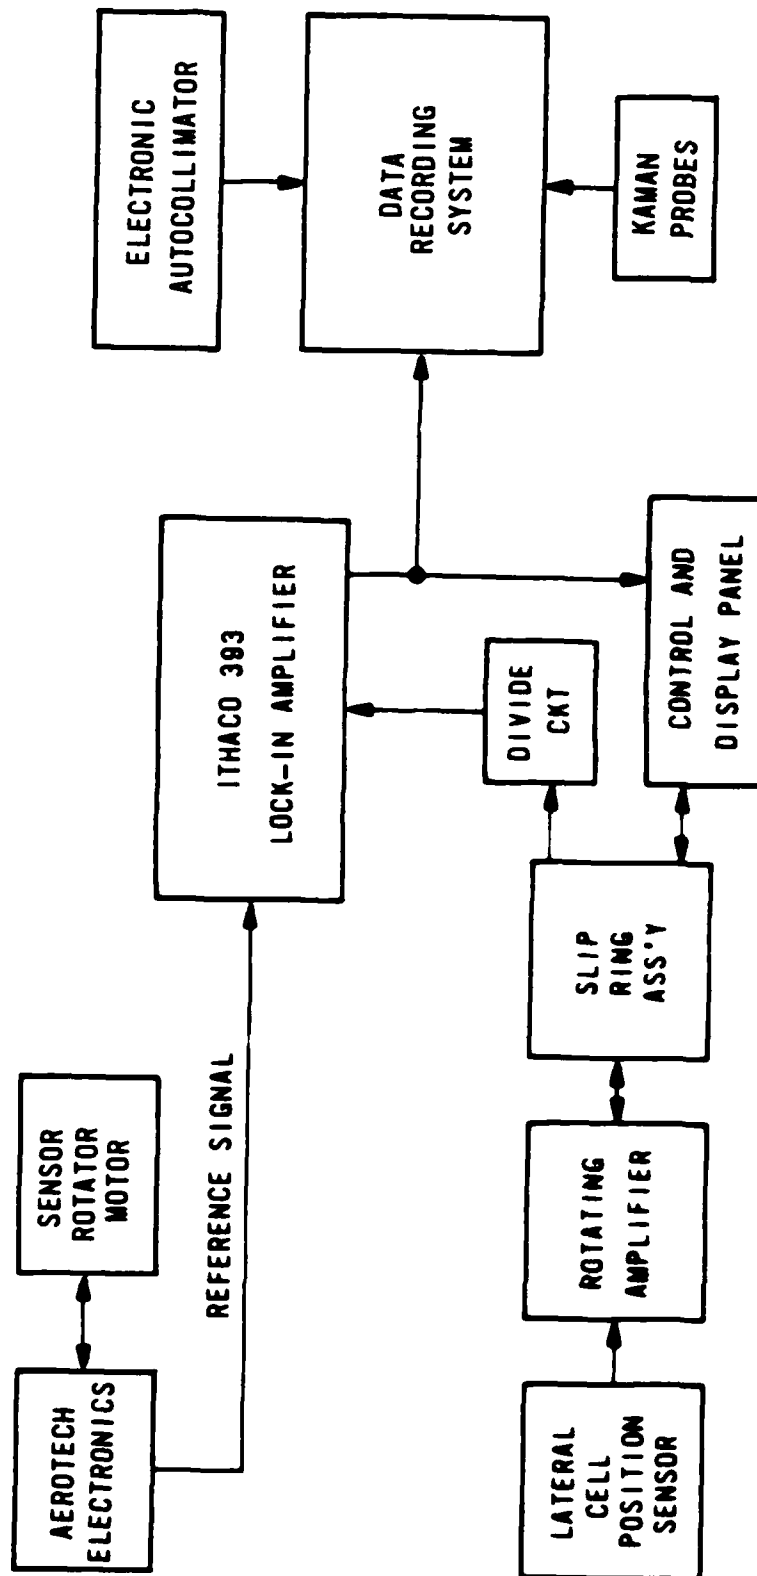 SENSOR
ROTATOR
MOTOR
AEROTECH
ELECTRONICS
REFERENCE SIGNAL
ITHACO 393
LOCK-IN AMPLIFIER
ELECTRONIC
AUTOCOLLIMATOR
DATA
RECORDING
SYSTEM
KAMAN
PROBES
LATERAL
CELL
POSITION
SENSOR
ROTATING
AMPLIFIER
SLIP
RING
ASS'Y
DIVIDE
CKT
CONTROL AND
DISPLAY PANEL